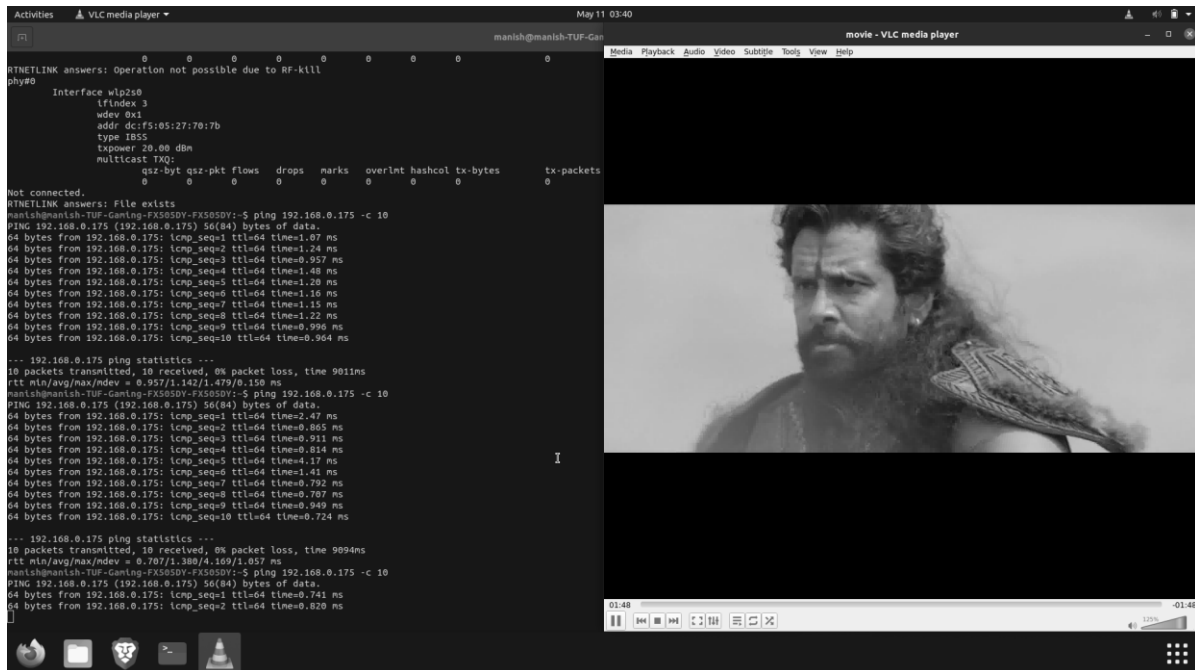 Activities VLC media player May 11 03:40
manish@manish-TUF-Gam
movie - VLC media player
Media Playback Audio Video Subtitle Tools View Help
0 0 0 0 0 0 0 0 0
RTNETLINK answers: Operation not possible due to RF-kill
phy#0
Interface wlp2s0
ifindex 3
wdev 0x1
addr dc:f5:05:27:70:7b
type IBSS
txpower 20.00 dBm
multicast TXQ:
qsz-byt qsz-pkt flows drops marks overlmt hashcol tx-bytes tx-packets
0 0 0 0 0 0 0 0 0
Not connected.
RTNETLINK answers: File exists
manish@manish-TUF-Gaming-FX505DY-FX505DY:~$ ping 192.168.0.175 -c 10
PING 192.168.0.175 (192.168.0.175) 56(84) bytes of data.
64 bytes from 192.168.0.175: icmp_seq=1 ttl=64 time=1.07 ms
64 bytes from 192.168.0.175: icmp_seq=2 ttl=64 time=1.24 ms
64 bytes from 192.168.0.175: icmp_seq=3 ttl=64 time=0.957 ms
64 bytes from 192.168.0.175: icmp_seq=4 ttl=64 time=1.48 ms
64 bytes from 192.168.0.175: icmp_seq=5 ttl=64 time=1.20 ms
64 bytes from 192.168.0.175: icmp_seq=6 ttl=64 time=1.16 ms
64 bytes from 192.168.0.175: icmp_seq=7 ttl=64 time=1.15 ms
64 bytes from 192.168.0.175: icmp_seq=8 ttl=64 time=1.22 ms
64 bytes from 192.168.0.175: icmp_seq=9 ttl=64 time=0.996 ms
64 bytes from 192.168.0.175: icmp_seq=10 ttl=64 time=0.964 ms
--- 192.168.0.175 ping statistics ---
10 packets transmitted, 10 received, 0% packet loss, time 9011ms
rtt min/avg/max/mdev = 0.957/1.142/1.479/0.150 ms
manish@manish-TUF-Gaming-FX505DY-FX505DY:~$ ping 192.168.0.175 -c 10
PING 192.168.0.175 (192.168.0.175) 56(84) bytes of data.
64 bytes from 192.168.0.175: icmp_seq=1 ttl=64 time=2.47 ms
64 bytes from 192.168.0.175: icmp_seq=2 ttl=64 time=0.865 ms
64 bytes from 192.168.0.175: icmp_seq=3 ttl=64 time=0.911 ms
64 bytes from 192.168.0.175: icmp_seq=4 ttl=64 time=0.814 ms
64 bytes from 192.168.0.175: icmp_seq=5 ttl=64 time=4.17 ms
64 bytes from 192.168.0.175: icmp_seq=6 ttl=64 time=1.41 ms
64 bytes from 192.168.0.175: icmp_seq=7 ttl=64 time=0.792 ms
64 bytes from 192.168.0.175: icmp_seq=8 ttl=64 time=0.707 ms
64 bytes from 192.168.0.175: icmp_seq=9 ttl=64 time=0.949 ms
64 bytes from 192.168.0.175: icmp_seq=10 ttl=64 time=0.724 ms
--- 192.168.0.175 ping statistics ---
10 packets transmitted, 10 received, 0% packet loss, time 9094ms
rtt min/avg/max/mdev = 0.707/1.380/4.169/1.057 ms
manish@manish-TUF-Gaming-FX505DY-FX505DY:~$ ping 192.168.0.175 -c 10
PING 192.168.0.175 (192.168.0.175) 56(84) bytes of data.
64 bytes from 192.168.0.175: icmp_seq=1 ttl=64 time=0.741 ms
64 bytes from 192.168.0.175: icmp_seq=2 ttl=64 time=0.820 ms
01:48 -01:48
125%